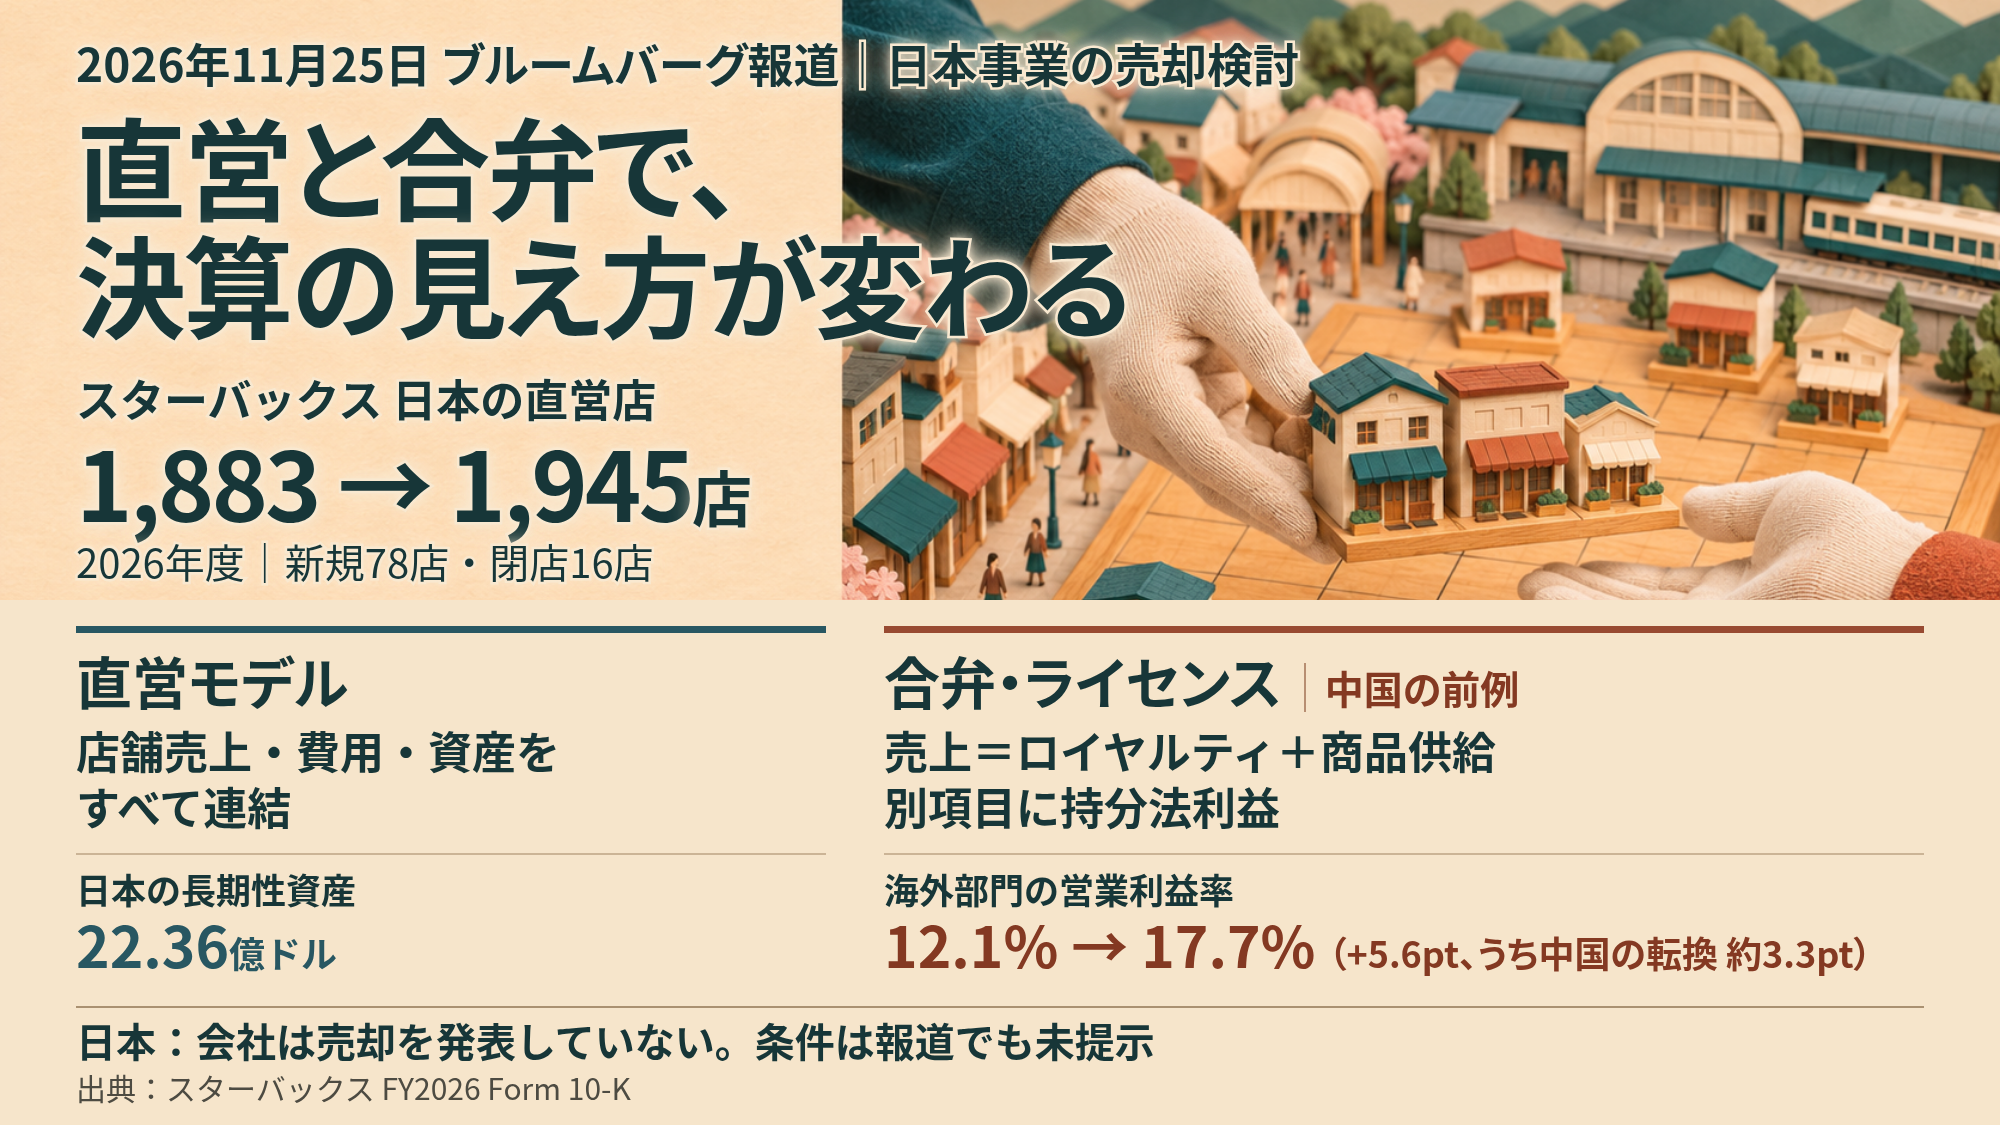 2026年11月25日 ブルームバーグ報道｜日本事業の売却検討
直営と合弁で、
決算の見え方が変わる
スターバックス 日本の直営店
1,883 → 1,945店
2026年度｜新規78店・閉店16店
直営モデル
店舗売上・費用・資産を
すべて連結
日本の長期性資産
22.36億ドル
合弁・ライセンス｜中国の前例
売上＝ロイヤルティ＋商品供給
別項目に持分法利益
海外部門の営業利益率
12.1% → 17.7%（+5.6pt、うち中国の転換 約3.3pt）
日本：会社は売却を発表していない。条件は報道でも未提示
出典：スターバックス FY2026 Form 10-K